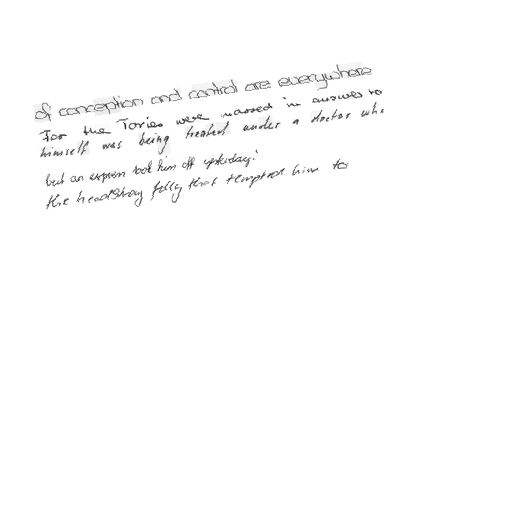 of conception and control are everywhere
For the Tories were massed in answer to
himself was being treated under a doctor who
but an express took him off yesterday!
the headstrong folly that tempted him to